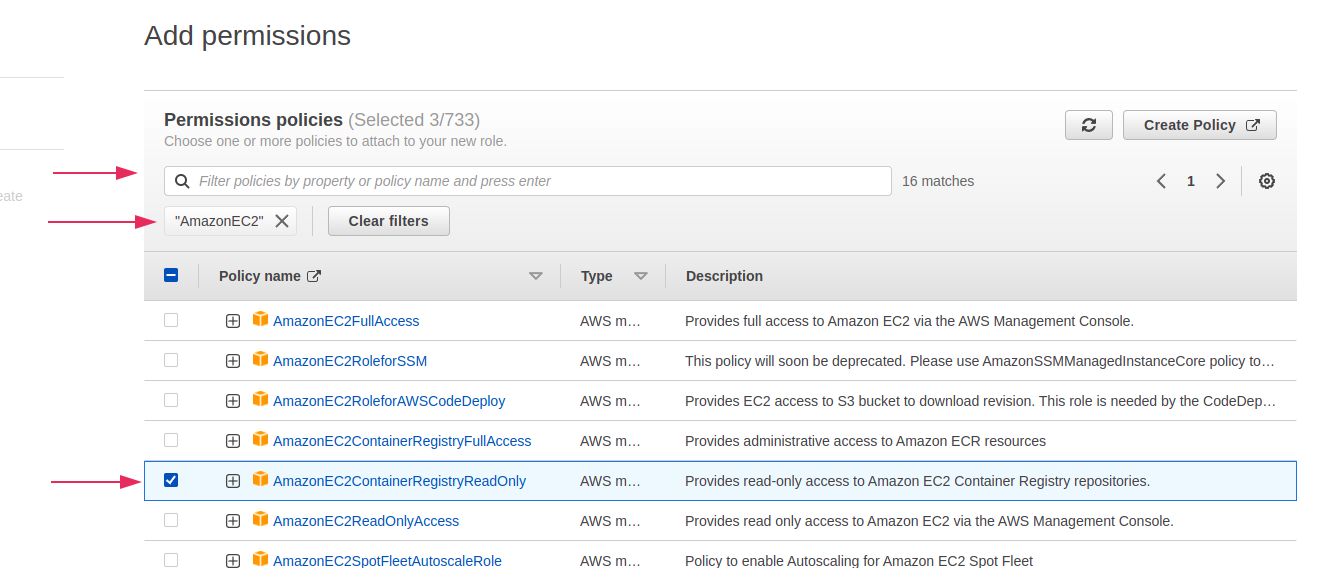 Add permissions
Permissions policies (Selected 3/733)
Choose one or more policies to attach to your new role.
Create Policy
Filter policies by property or policy name and press enter
16 matches
1
eate
"AmazonEC2"
Clear filters
Policy name Type Description
AmazonEC2FullAccess AWS m… Provides full access to Amazon EC2 via the AWS Management Console.
AmazonEC2RoleforSSM AWS m… This policy will soon be deprecated. Please use AmazonSSMManagedInstanceCore policy to…
AmazonEC2RoleforAWSCodeDeploy AWS m… Provides EC2 access to S3 bucket to download revision. This role is needed by the CodeDep…
AmazonEC2ContainerRegistryFullAccess AWS m… Provides administrative access to Amazon ECR resources
AmazonEC2ContainerRegistryReadOnly AWS m… Provides read-only access to Amazon EC2 Container Registry repositories.
AmazonEC2ReadOnlyAccess AWS m… Provides read only access to Amazon EC2 via the AWS Management Console.
AmazonEC2SpotFleetAutoscaleRole AWS m… Policy to enable Autoscaling for Amazon EC2 Spot Fleet